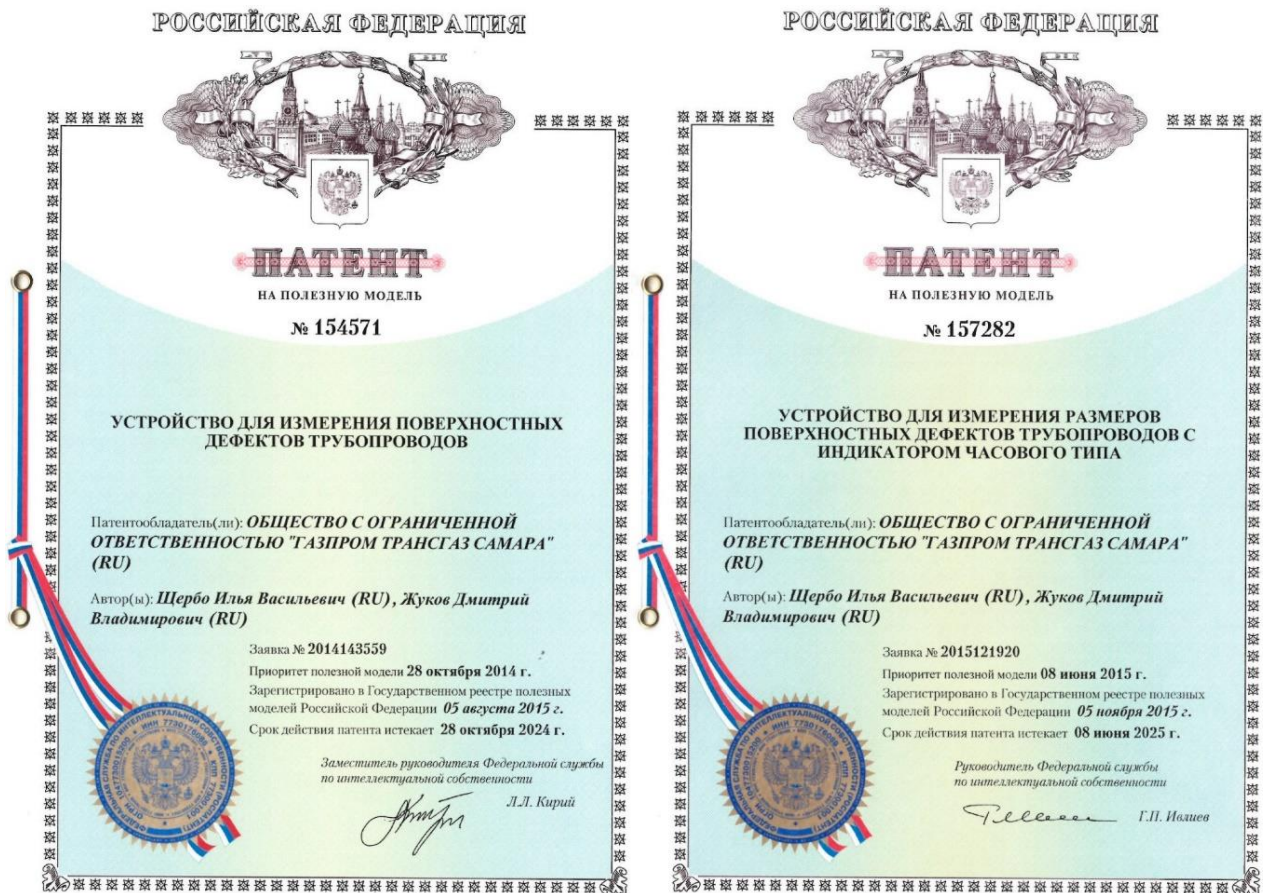 РОССИЙСКАЯ ФЕДЕРАЦИЯ
ПАТЕНТ
НА ПОЛЕЗНУЮ МОДЕЛЬ
№ 154571
УСТРОЙСТВО ДЛЯ ИЗМЕРЕНИЯ ПОВЕРХНОСТНЫХ
ДЕФЕКТОВ ТРУБОПРОВОДОВ
Патентообладатель(ли): ОБЩЕСТВО С ОГРАНИЧЕННОЙ
ОТВЕТСТВЕННОСТЬЮ "ГАЗПРОМ ТРАНСГАЗ САМАРА"
(RU)
Автор(ы): Щербо Илья Васильевич (RU), Жуков Дмитрий
Владимирович (RU)
Заявка № 2014143559
Приоритет полезной модели 28 октября 2014 г.
Зарегистрировано в Государственном реестре полезных
моделей Российской Федерации 05 августа 2015 г.
Срок действия патента истекает 28 октября 2024 г.
Заместитель руководителя Федеральной службы
по интеллектуальной собственности
Л.Л. Кирий
РОССИЙСКАЯ ФЕДЕРАЦИЯ
ПАТЕНТ
НА ПОЛЕЗНУЮ МОДЕЛЬ
№ 157282
УСТРОЙСТВО ДЛЯ ИЗМЕРЕНИЯ РАЗМЕРОВ
ПОВЕРХНОСТНЫХ ДЕФЕКТОВ ТРУБОПРОВОДОВ С
ИНДИКАТОРОМ ЧАСОВОГО ТИПА
Патентообладатель(ли): ОБЩЕСТВО С ОГРАНИЧЕННОЙ
ОТВЕТСТВЕННОСТЬЮ "ГАЗПРОМ ТРАНСГАЗ САМАРА"
(RU)
Автор(ы): Щербо Илья Васильевич (RU), Жуков Дмитрий
Владимирович (RU)
Заявка № 2015121920
Приоритет полезной модели 08 июня 2015 г.
Зарегистрировано в Государственном реестре полезных
моделей Российской Федерации 05 ноября 2015 г.
Срок действия патента истекает 08 июня 2025 г.
Руководитель Федеральной службы
по интеллектуальной собственности
Г.П. Ивлиев